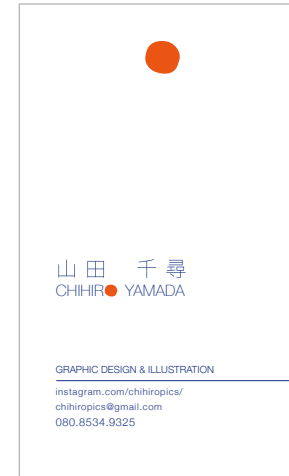 山田 千尋
CHIHIRO YAMADA
GRAPHIC DESIGN & ILLUSTRATION
instagram.com/chihiropics/
chihiropics@gmail.com
080.8534.9325